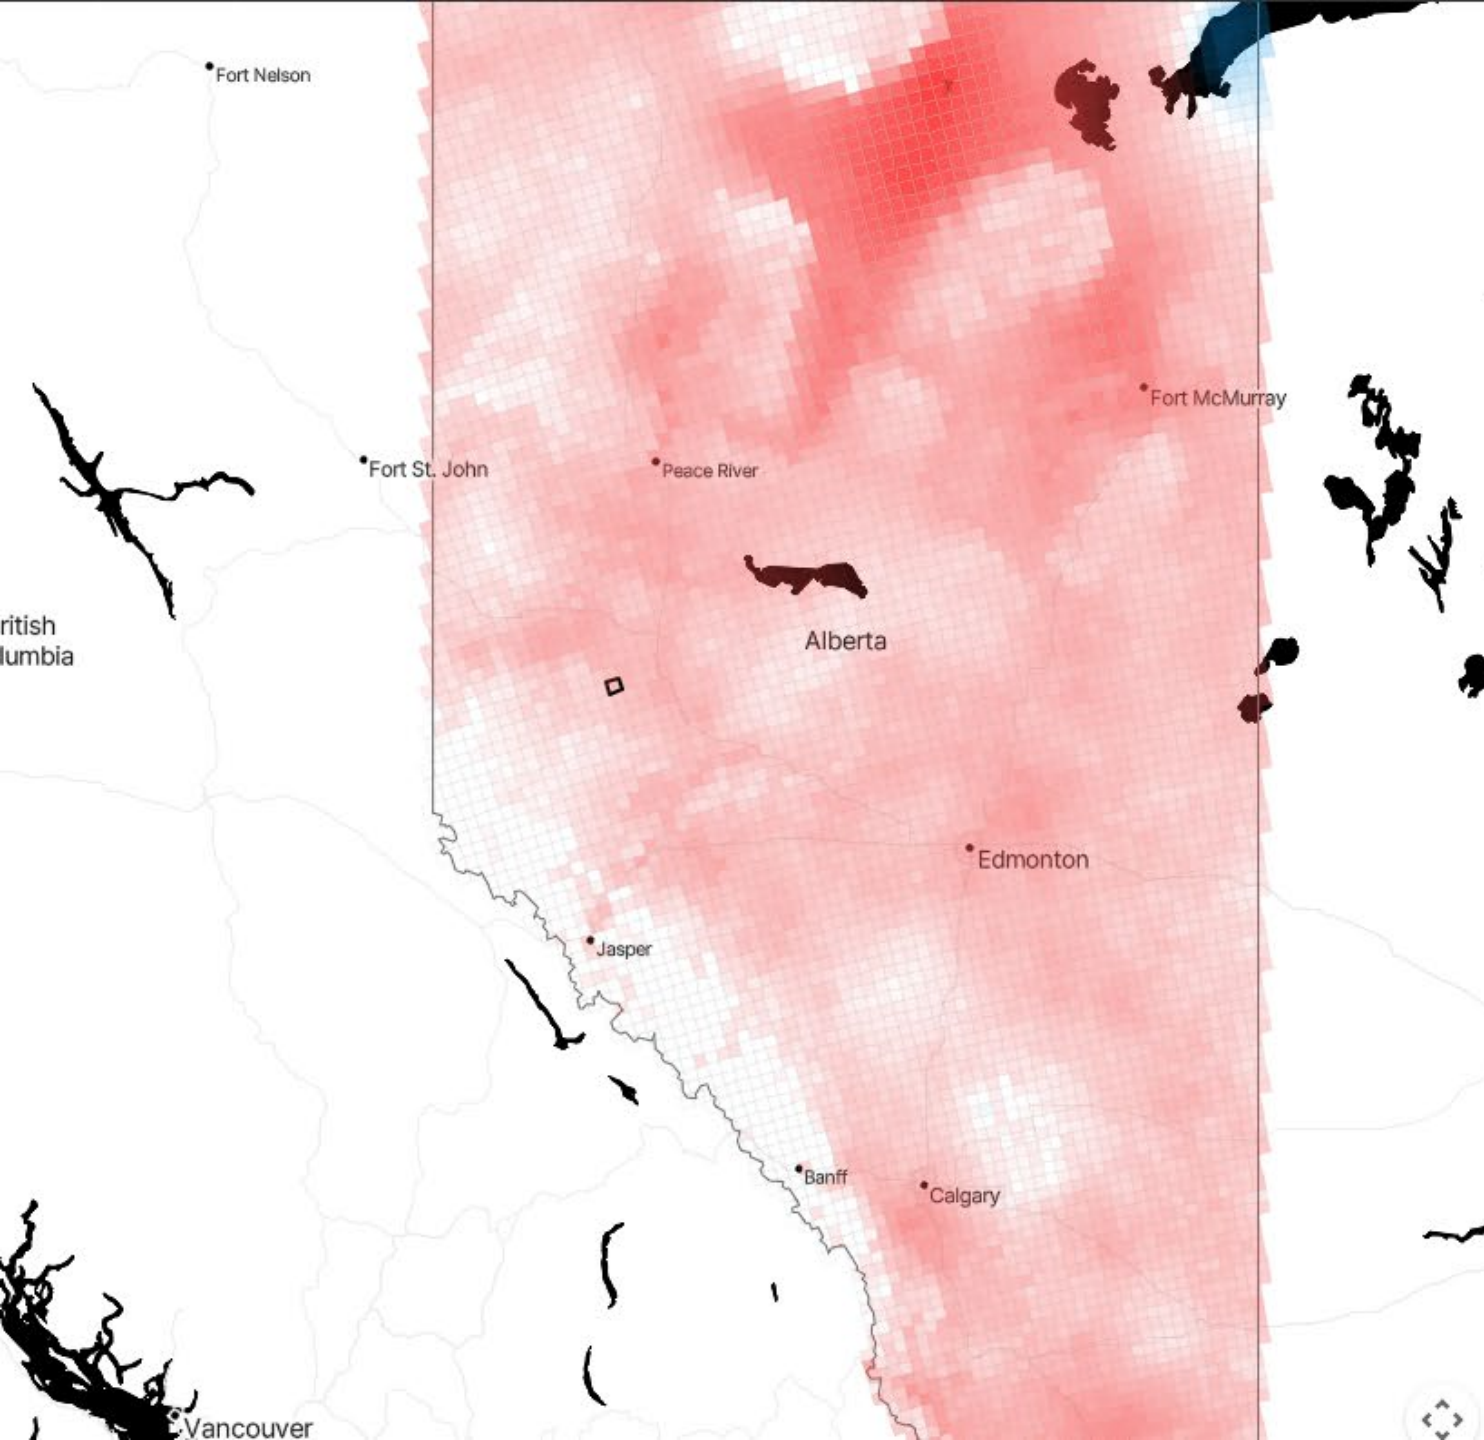 Fort Nelson
Fort McMurray
Fort St. John
Peace River
ritish
lumbia
Alberta
Edmonton
Jasper
Banff
Calgary
Vancouver